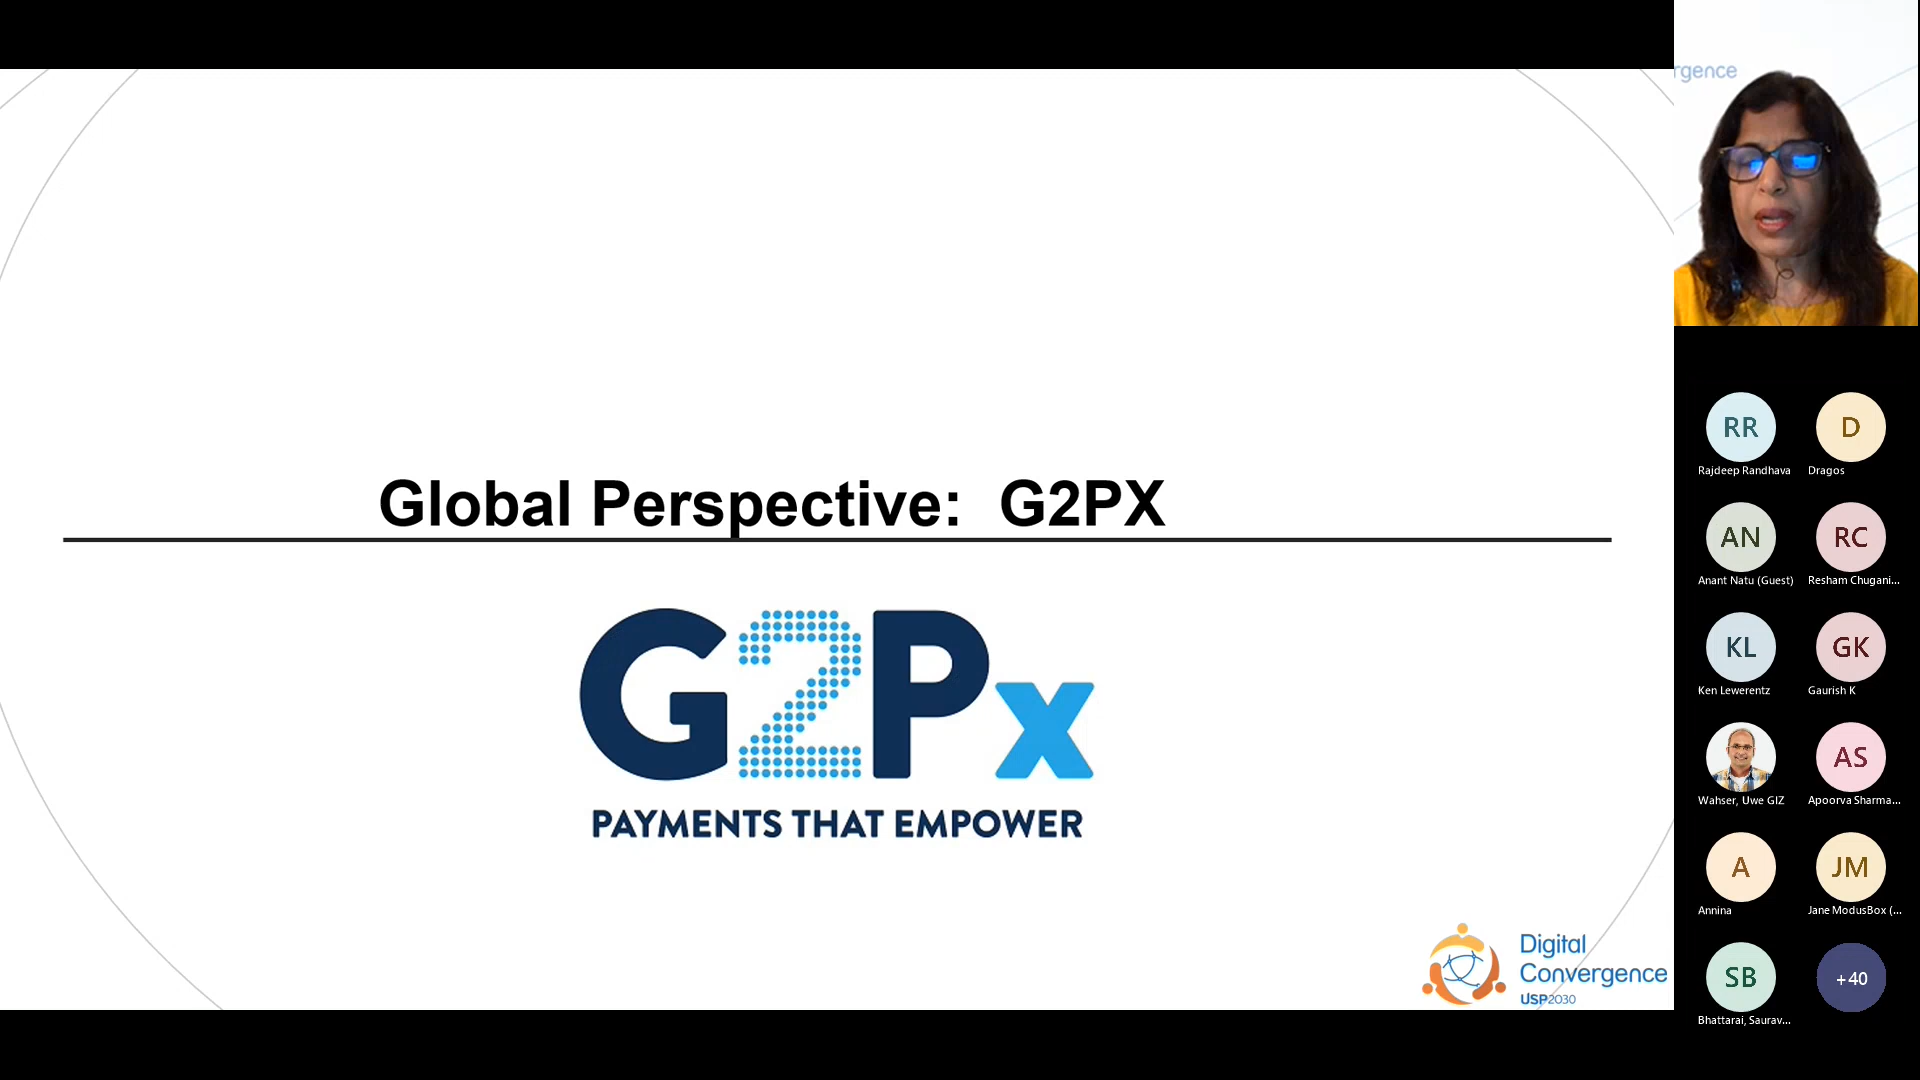 rgence
Global Perspective: G2PX
G2Px
PAYMENTS THAT EMPOWER
Digital
Convergence
USP2030
RR
Rajdeep Randhava
D
Dragos
AN
Anant Natu (Guest)
RC
Resham Chugani...
KL
Ken Lewerentz
GK
Gaurish K
Wahser, Uwe GIZ
AS
Apoorva Sharma...
A
Annina
JM
Jane ModusBox (...
SB
Bhattarai, Saurav...
+40